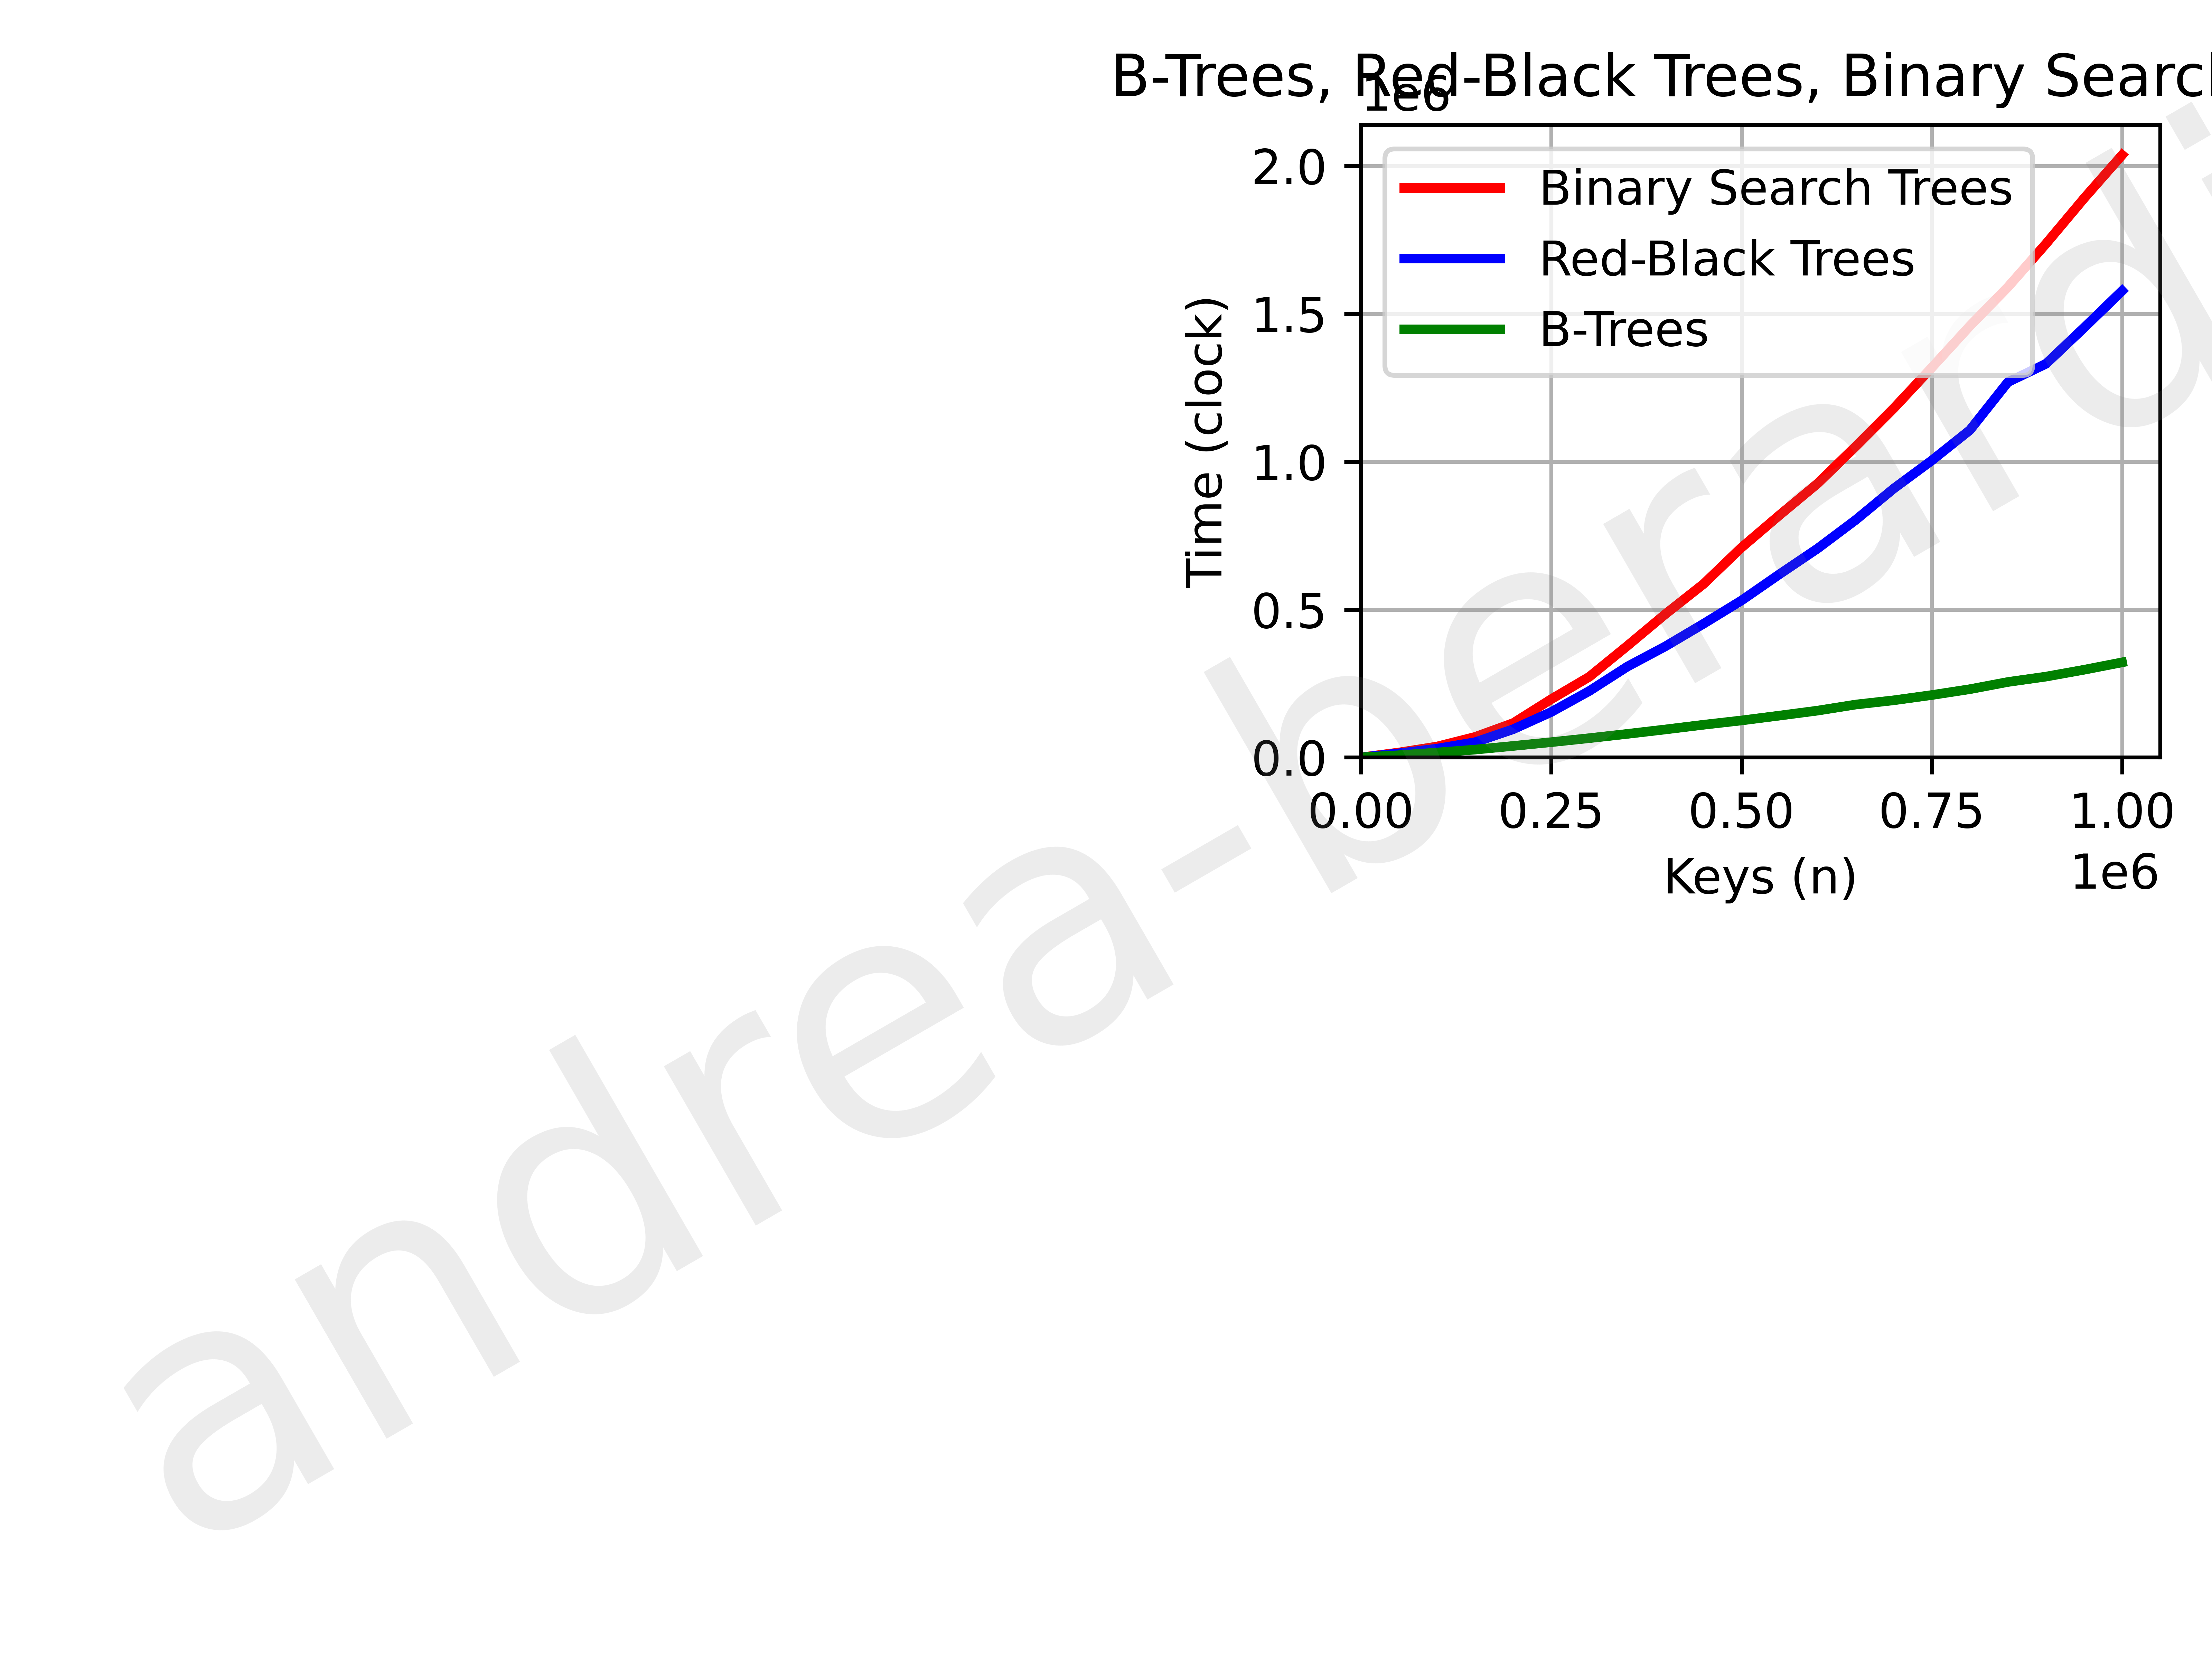 B-Trees, Red-Black Trees, Binary Search
1e6
2.0
1.5
1.0
0.5
0.0
Time (clock)
Binary Search Trees
Red-Black Trees
B-Trees
0.00 0.25 0.50 0.75 1.00
1e6
Keys (n)
andrea-berardi